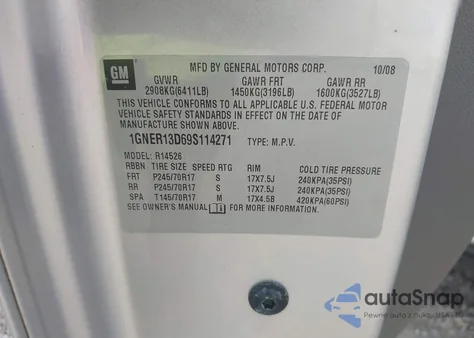 GM
MFD BY GENERAL MOTORS CORP. 10/08
GVWR GAWR FRT GAWR RR
2908KG(6411LB) 1450KG(3196LB) 1600KG(3527LB)
THIS VEHICLE CONFORMS TO ALL APPLICABLE U.S. FEDERAL MOTOR
VEHICLE SAFETY STANDARDS IN EFFECT ON THE DATE OF
MANUFACTURE SHOWN ABOVE.
1GNER13D69S114271 TYPE: M.P.V.
MODEL: R14526
RBBN TIRE SIZE SPEED RTG RIM COLD TIRE PRESSURE
FRT P245/70R17 S 17X7.5J 240KPA(35PSI)
RR P245/70R17 S 17X7.5J 240KPA(35PSI)
SPA T145/70R17 M 17X4.5B 420KPA(60PSI)
SEE OWNER'S MANUAL FOR MORE INFORMATION.
autoSnap
Pewne auta z USA